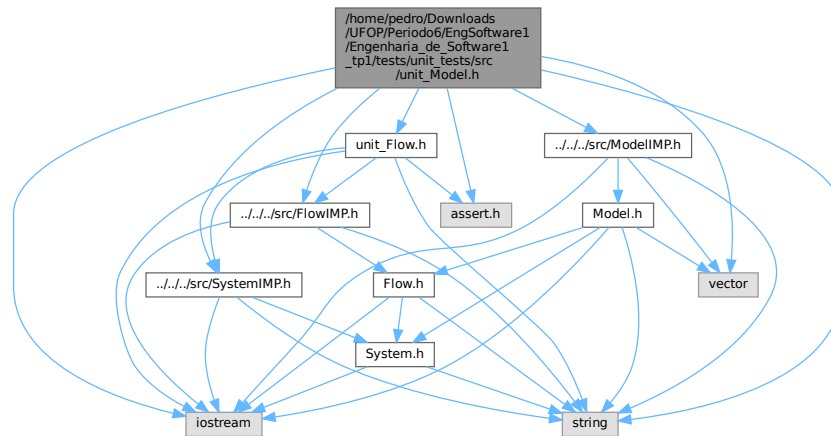 /home/pedro/Downloads
/UFOP/Periodo6/EngSoftware1
/Engenharia_de_Software1
_tp1/tests/unit_tests/src
/unit_Model.h
unit_Flow.h
../../../src/ModelIMP.h
../../../src/FlowIMP.h
assert.h
Model.h
../../../src/SystemIMP.h
Flow.h
vector
System.h
iostream
string